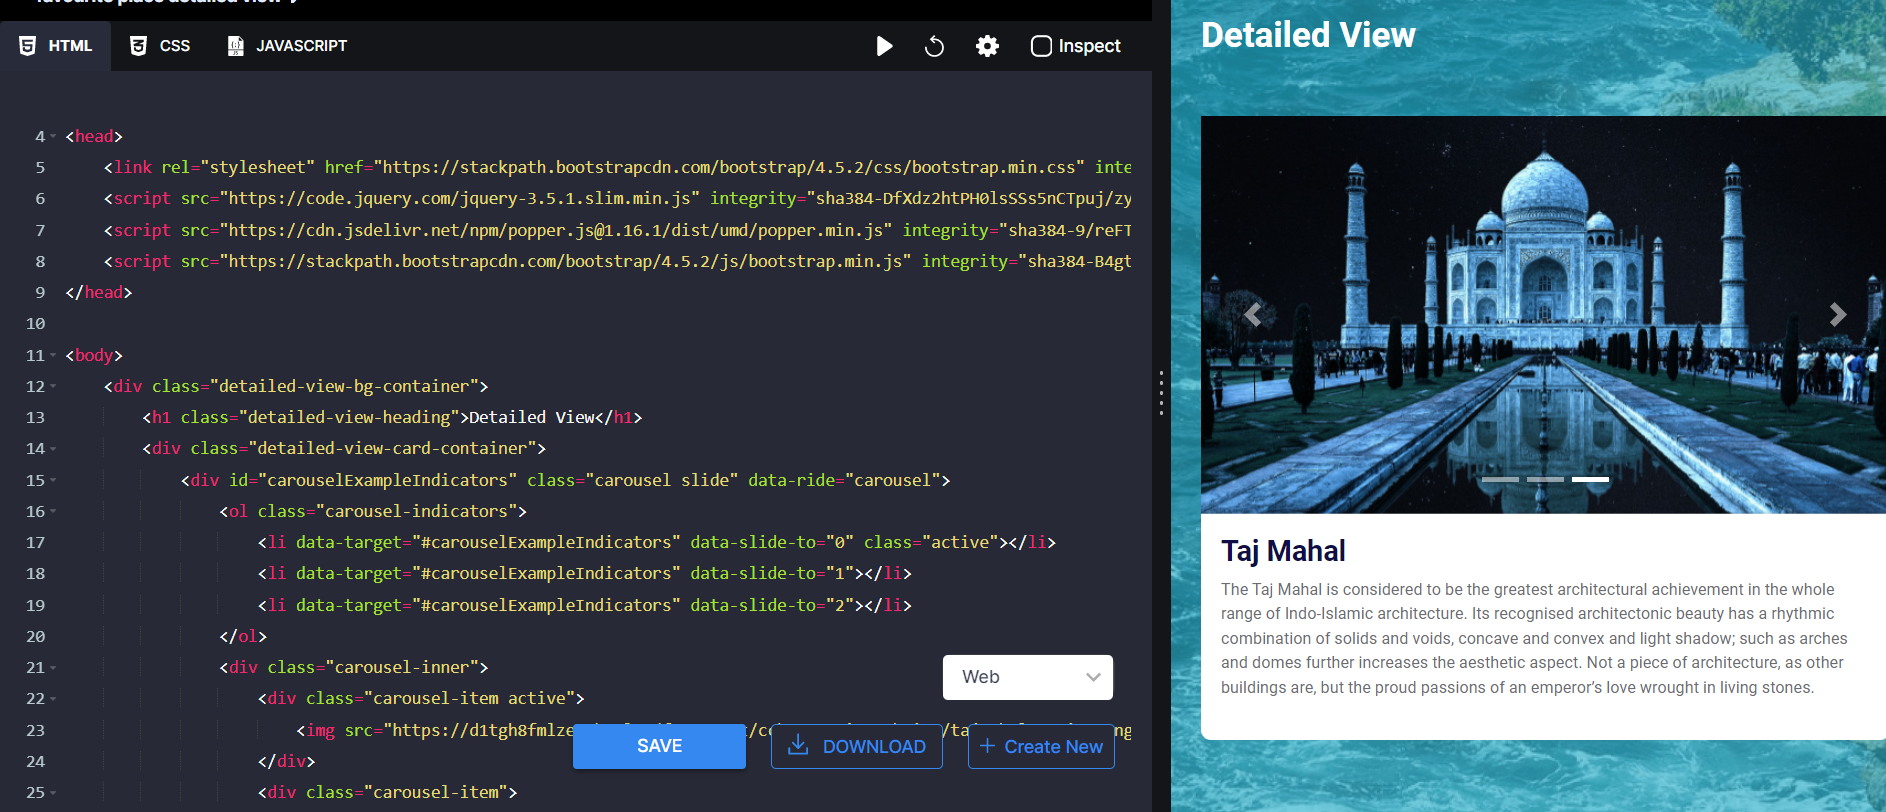 favourite place detailed view
HTML
CSS
JAVASCRIPT
Inspect
4 <head>
5 <link rel="stylesheet" href="https://stackpath.bootstrapcdn.com/bootstrap/4.5.2/css/bootstrap.min.css" inte
6 <script src="https://code.jquery.com/jquery-3.5.1.slim.min.js" integrity="sha384-DfXdz2htPH0lsSSs5nCTpuj/zy
7 <script src="https://cdn.jsdelivr.net/npm/popper.js@1.16.1/dist/umd/popper.min.js" integrity="sha384-9/reFT
8 <script src="https://stackpath.bootstrapcdn.com/bootstrap/4.5.2/js/bootstrap.min.js" integrity="sha384-B4gt
9 </head>
10
11 <body>
12 <div class="detailed-view-bg-container">
13 <h1 class="detailed-view-heading">Detailed View</h1>
14 <div class="detailed-view-card-container">
15 <div id="carouselExampleIndicators" class="carousel slide" data-ride="carousel">
16 <ol class="carousel-indicators">
17 <li data-target="#carouselExampleIndicators" data-slide-to="0" class="active"></li>
18 <li data-target="#carouselExampleIndicators" data-slide-to="1"></li>
19 <li data-target="#carouselExampleIndicators" data-slide-to="2"></li>
20 </ol>
21 <div class="carousel-inner">
22 <div class="carousel-item active">
23 <img src="https://d1tgh8fmlze
24 </div>
25 <div class="carousel-item">
Web
SAVE
DOWNLOAD
+ Create New
Detailed View
Taj Mahal
The Taj Mahal is considered to be the greatest architectural achievement in the whole
range of Indo-Islamic architecture. Its recognised architectonic beauty has a rhythmic
combination of solids and voids, concave and convex and light shadow; such as arches
and domes further increases the aesthetic aspect. Not a piece of architecture, as other
buildings are, but the proud passions of an emperor’s love wrought in living stones.